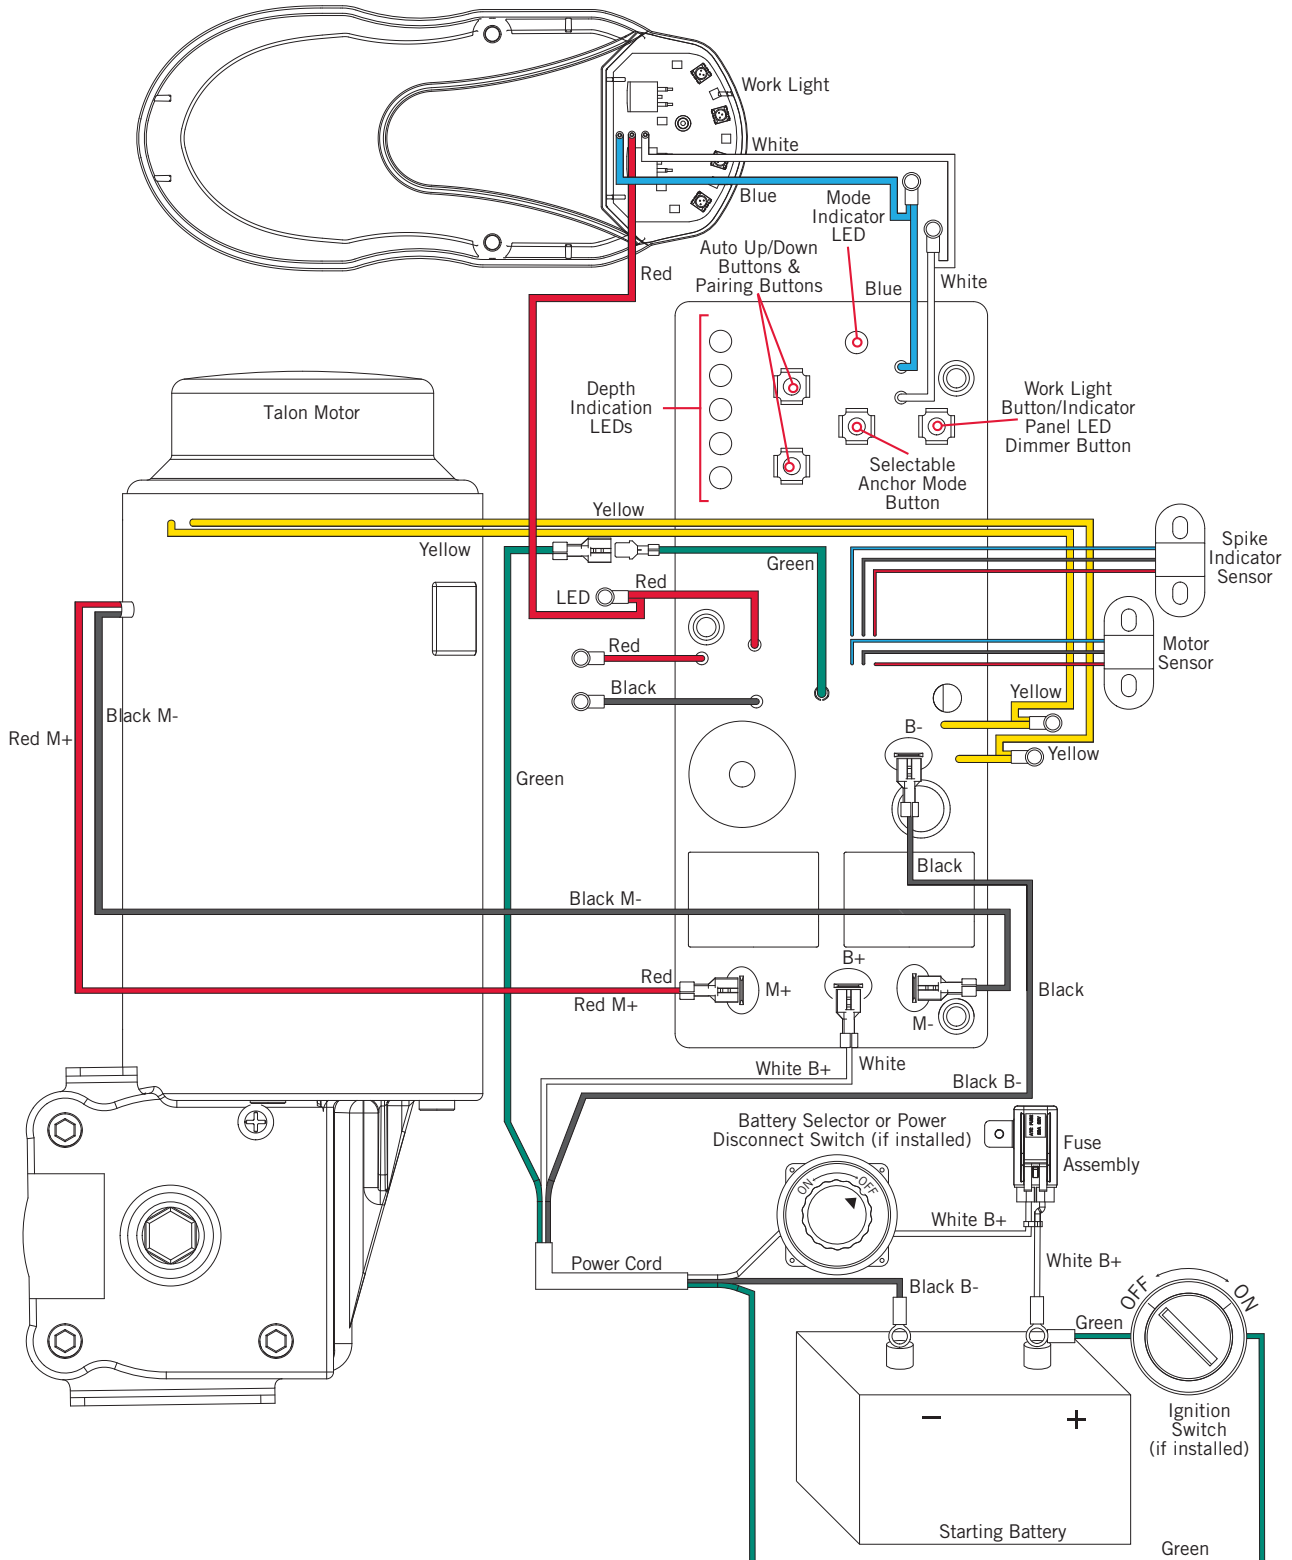 Work Light
White
Blue
Mode
Indicator
LED
Auto Up/Down
Buttons &
Pairing Buttons
Red
Blue
White
Talon Motor
Depth
Indication
LEDs
Work Light
Button/Indicator
Panel LED
Dimmer Button
Selectable
Anchor Mode
Button
Yellow
Yellow
Green
Spike
Indicator
Sensor
Red
LED
Red
Motor
Sensor
Black
Yellow
Black M-
Red M+
B-
Yellow
Green
Black
Black M-
B+
Red
M+
Black
Red M+
M-
White B+
White
Black B-
Battery Selector or Power
Disconnect Switch (if installed)
Fuse
Assembly
ON
OFF
White B+
Power Cord
White B+
Black B-
OFF
ON
Green
Ignition
Switch
(if installed)
− +
Starting Battery
Green